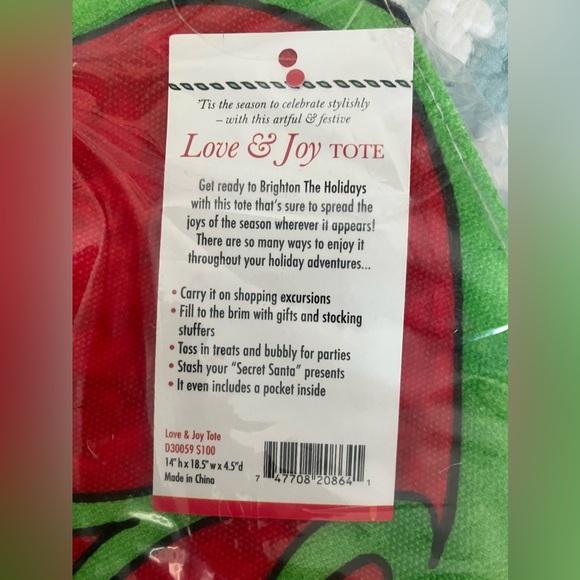 'Tis the season to celebrate stylishly
– with this artful & festive
Love & Joy TOTE
Get ready to Brighton The Holidays
with this tote that's sure to spread the
joys of the season wherever it appears!
There are so many ways to enjoy it
throughout your holiday adventures...
• Carry it on shopping excursions
• Fill to the brim with gifts and stocking
stuffers
• Toss in treats and bubbly for parties
• Stash your "Secret Santa" presents
• It even includes a pocket inside
Love & Joy Tote
D30059 S100
14" h x 18.5" w x 4.5"d
Made in China
7 47708 20864 1